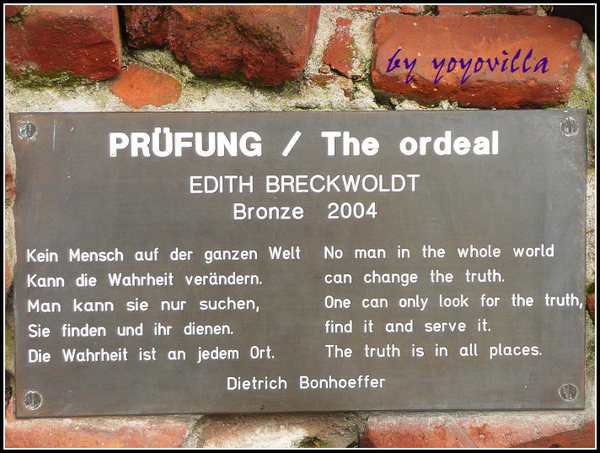 by yoyovilla
PRÜFUNG / The ordeal
EDITH BRECKWOLDT
Bronze 2004
Kein Mensch auf der ganzen Welt
Kann die Wahrheit verändern.
Man kann sie nur suchen,
Sie finden und ihr dienen.
Die Wahrheit ist an jedem Ort.
No man in the whole world
can change the truth.
One can only look for the truth,
find it and serve it.
The truth is in all places.
Dietrich Bonhoeffer